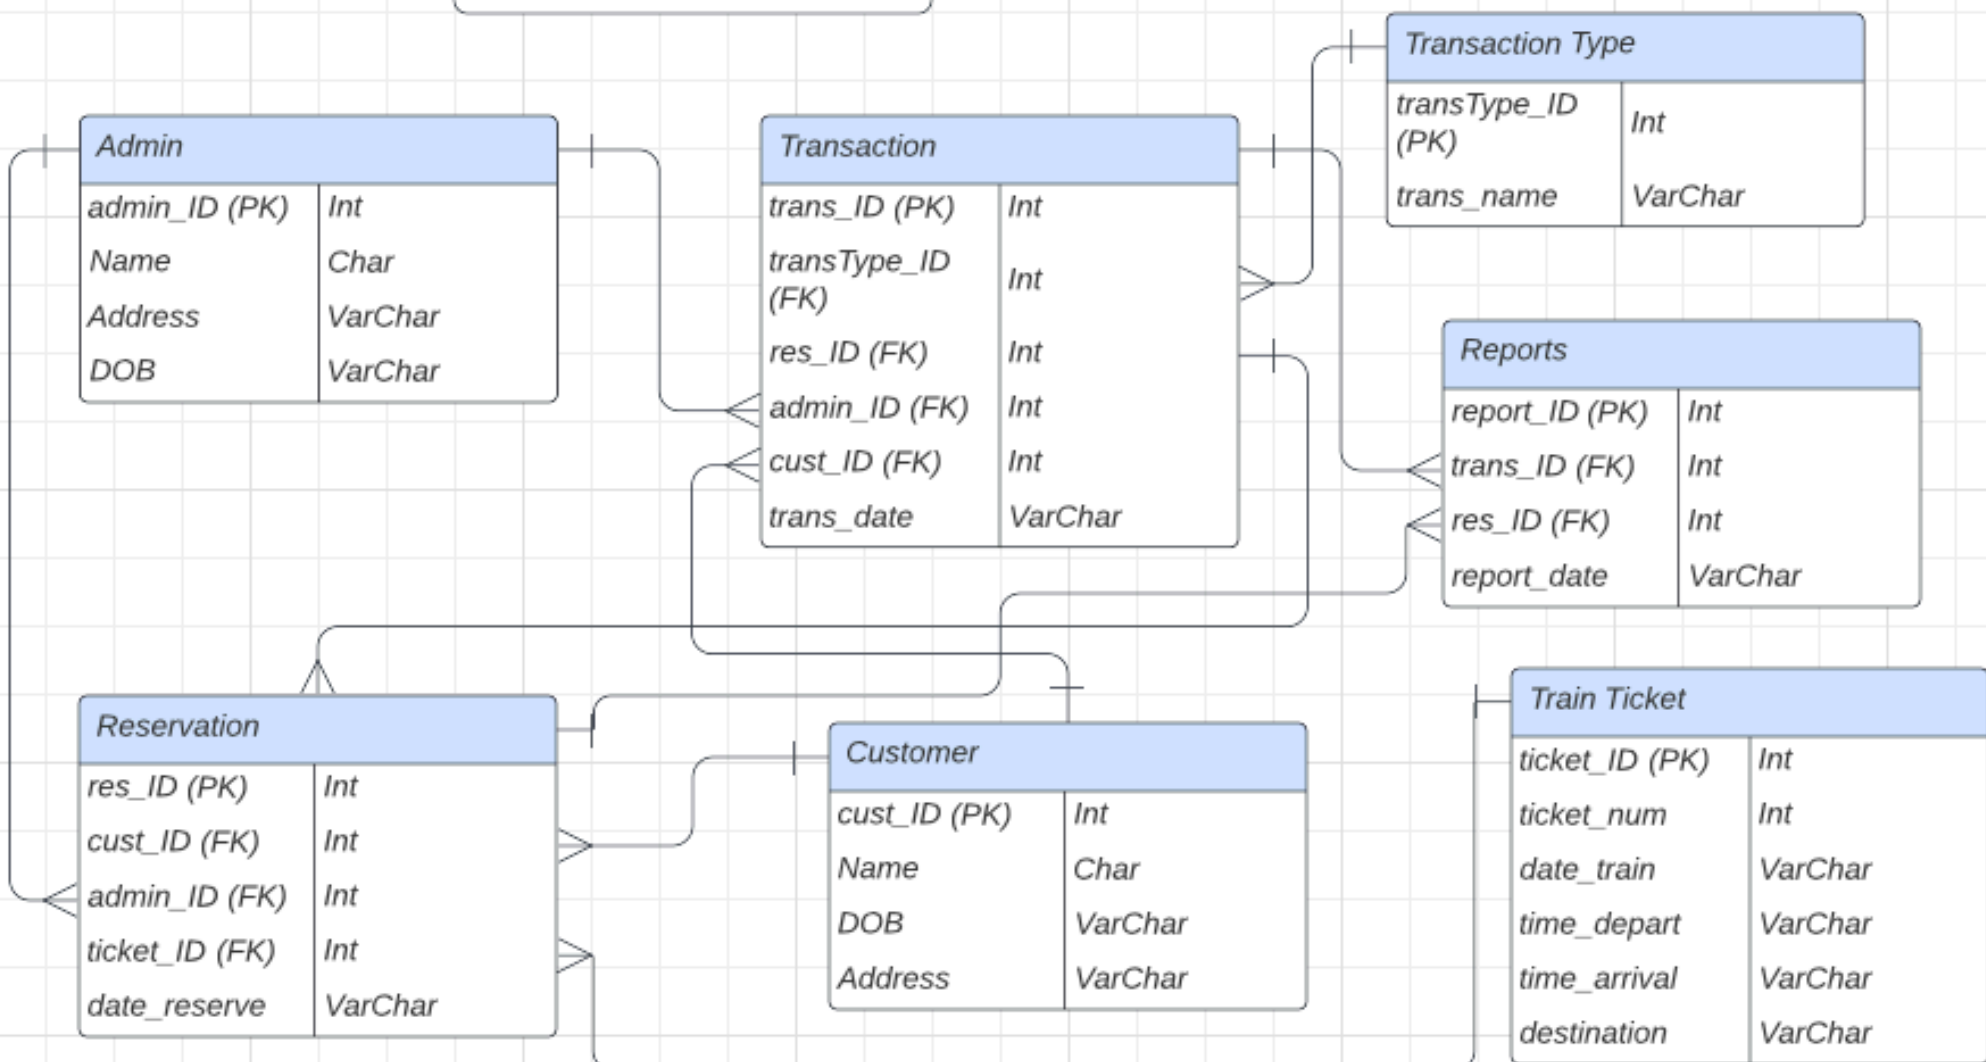 Transaction Type
transType_ID
(PK)
Int
trans_name VarChar
Admin
admin_ID (PK) Int
Name Char
Address VarChar
DOB VarChar
Transaction
trans_ID (PK) Int
transType_ID
(FK)
Int
res_ID (FK) Int
admin_ID (FK) Int
cust_ID (FK) Int
trans_date VarChar
Reports
report_ID (PK) Int
trans_ID (FK) Int
res_ID (FK) Int
report_date VarChar
Reservation
res_ID (PK) Int
cust_ID (FK) Int
admin_ID (FK) Int
ticket_ID (FK) Int
date_reserve VarChar
Customer
cust_ID (PK) Int
Name Char
DOB VarChar
Address VarChar
Train Ticket
ticket_ID (PK) Int
ticket_num Int
date_train VarChar
time_depart VarChar
time_arrival VarChar
destination VarChar